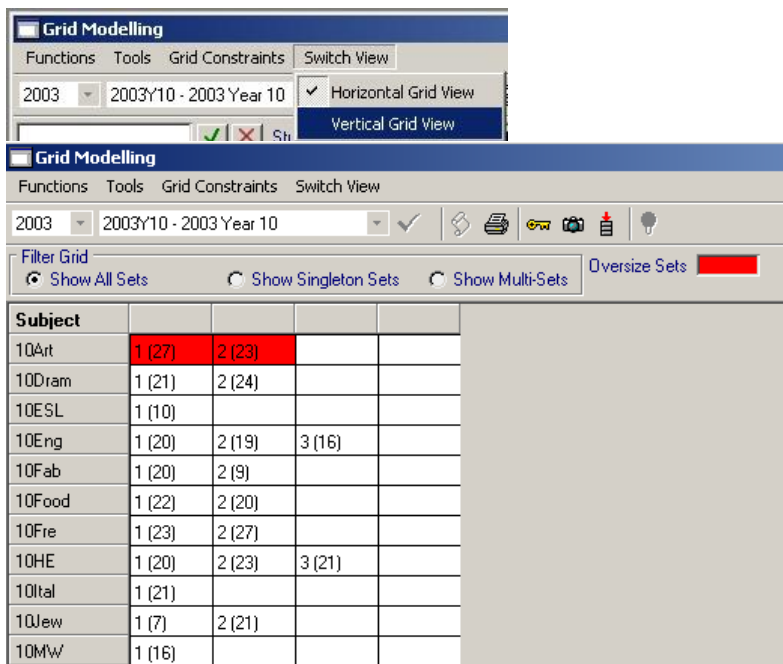 Grid Modelling
Functions Tools Grid Constraints Switch View
2003 2003Y10 - 2003 Year 10 Horizontal Grid View
Vertical Grid View
Grid Modelling
Functions Tools Grid Constraints Switch View
2003 2003Y10 - 2003 Year 10
Filter Grid
Show All Sets Show Singleton Sets Show Multi-Sets Oversize Sets
Subject
10Art 1 (27) 2 (23)
10Dram 1 (21) 2 (24)
10ESL 1 (10)
10Eng 1 (20) 2 (19) 3 (16)
10Fab 1 (20) 2 (9)
10Food 1 (22) 2 (20)
10Fre 1 (23) 2 (27)
10HE 1 (20) 2 (23) 3 (21)
10Ital 1 (21)
10Jew 1 (7) 2 (21)
10MW 1 (16)